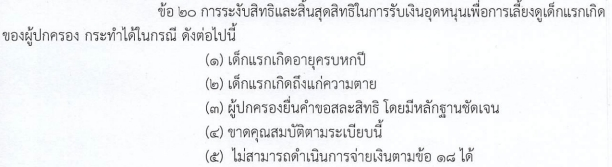 ข้อ ๒๐ การระงับสิทธิและสิ้นสุดสิทธิในการรับเงินอุดหนุนเพื่อการเลี้ยงดูเด็กแรกเกิด
ของผู้ปกครอง กระทำได้ในกรณี ดังต่อไปนี้
(๑) เด็กแรกเกิดอายุครบหกปี
(๒) เด็กแรกเกิดถึงแก่ความตาย
(๓) ผู้ปกครองยื่นคำขอสละสิทธิ โดยมีหลักฐานชัดเจน
(๔) ขาดคุณสมบัติตามระเบียบนี้
(๕) ไม่สามารถดำเนินการจ่ายเงินตามข้อ ๑๘ ได้